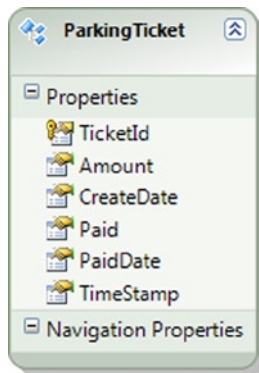 ParkingTicket
Properties
TicketId
Amount
CreateDate
Paid
PaidDate
TimeStamp
Navigation Properties